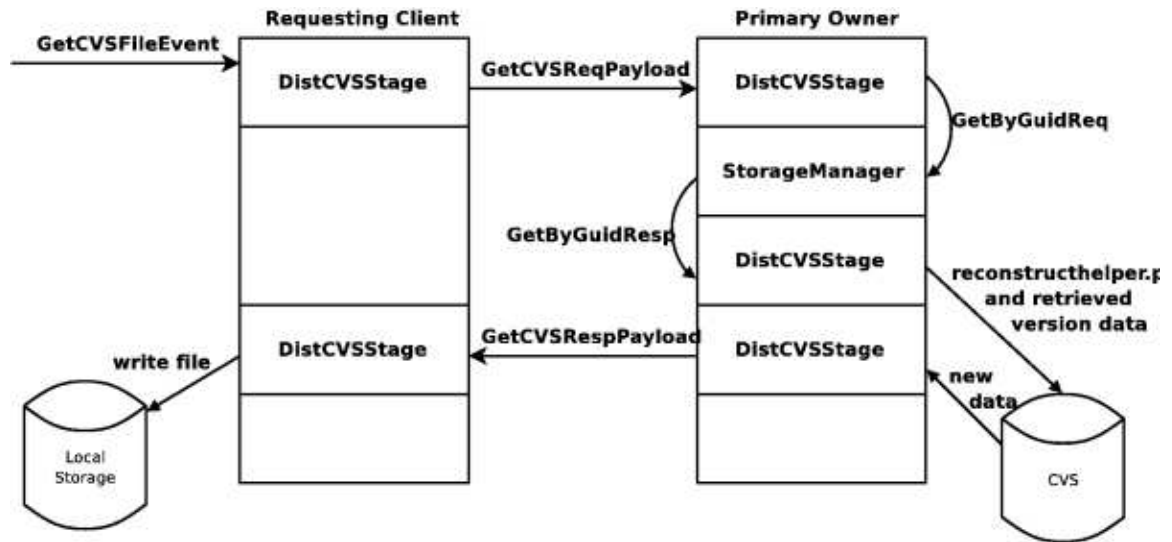 Requesting Client
Primary Owner
GetCVSFileEvent
DistCVSStage
GetCVSReqPayload
DistCVSStage
GetByGuidReq
StorageManager
GetByGuidResp
DistCVSStage
reconstructhelper.p
and retrieved
version data
write file
DistCVSStage
GetCVSRespPayload
DistCVSStage
new
data
Local
Storage
CVS